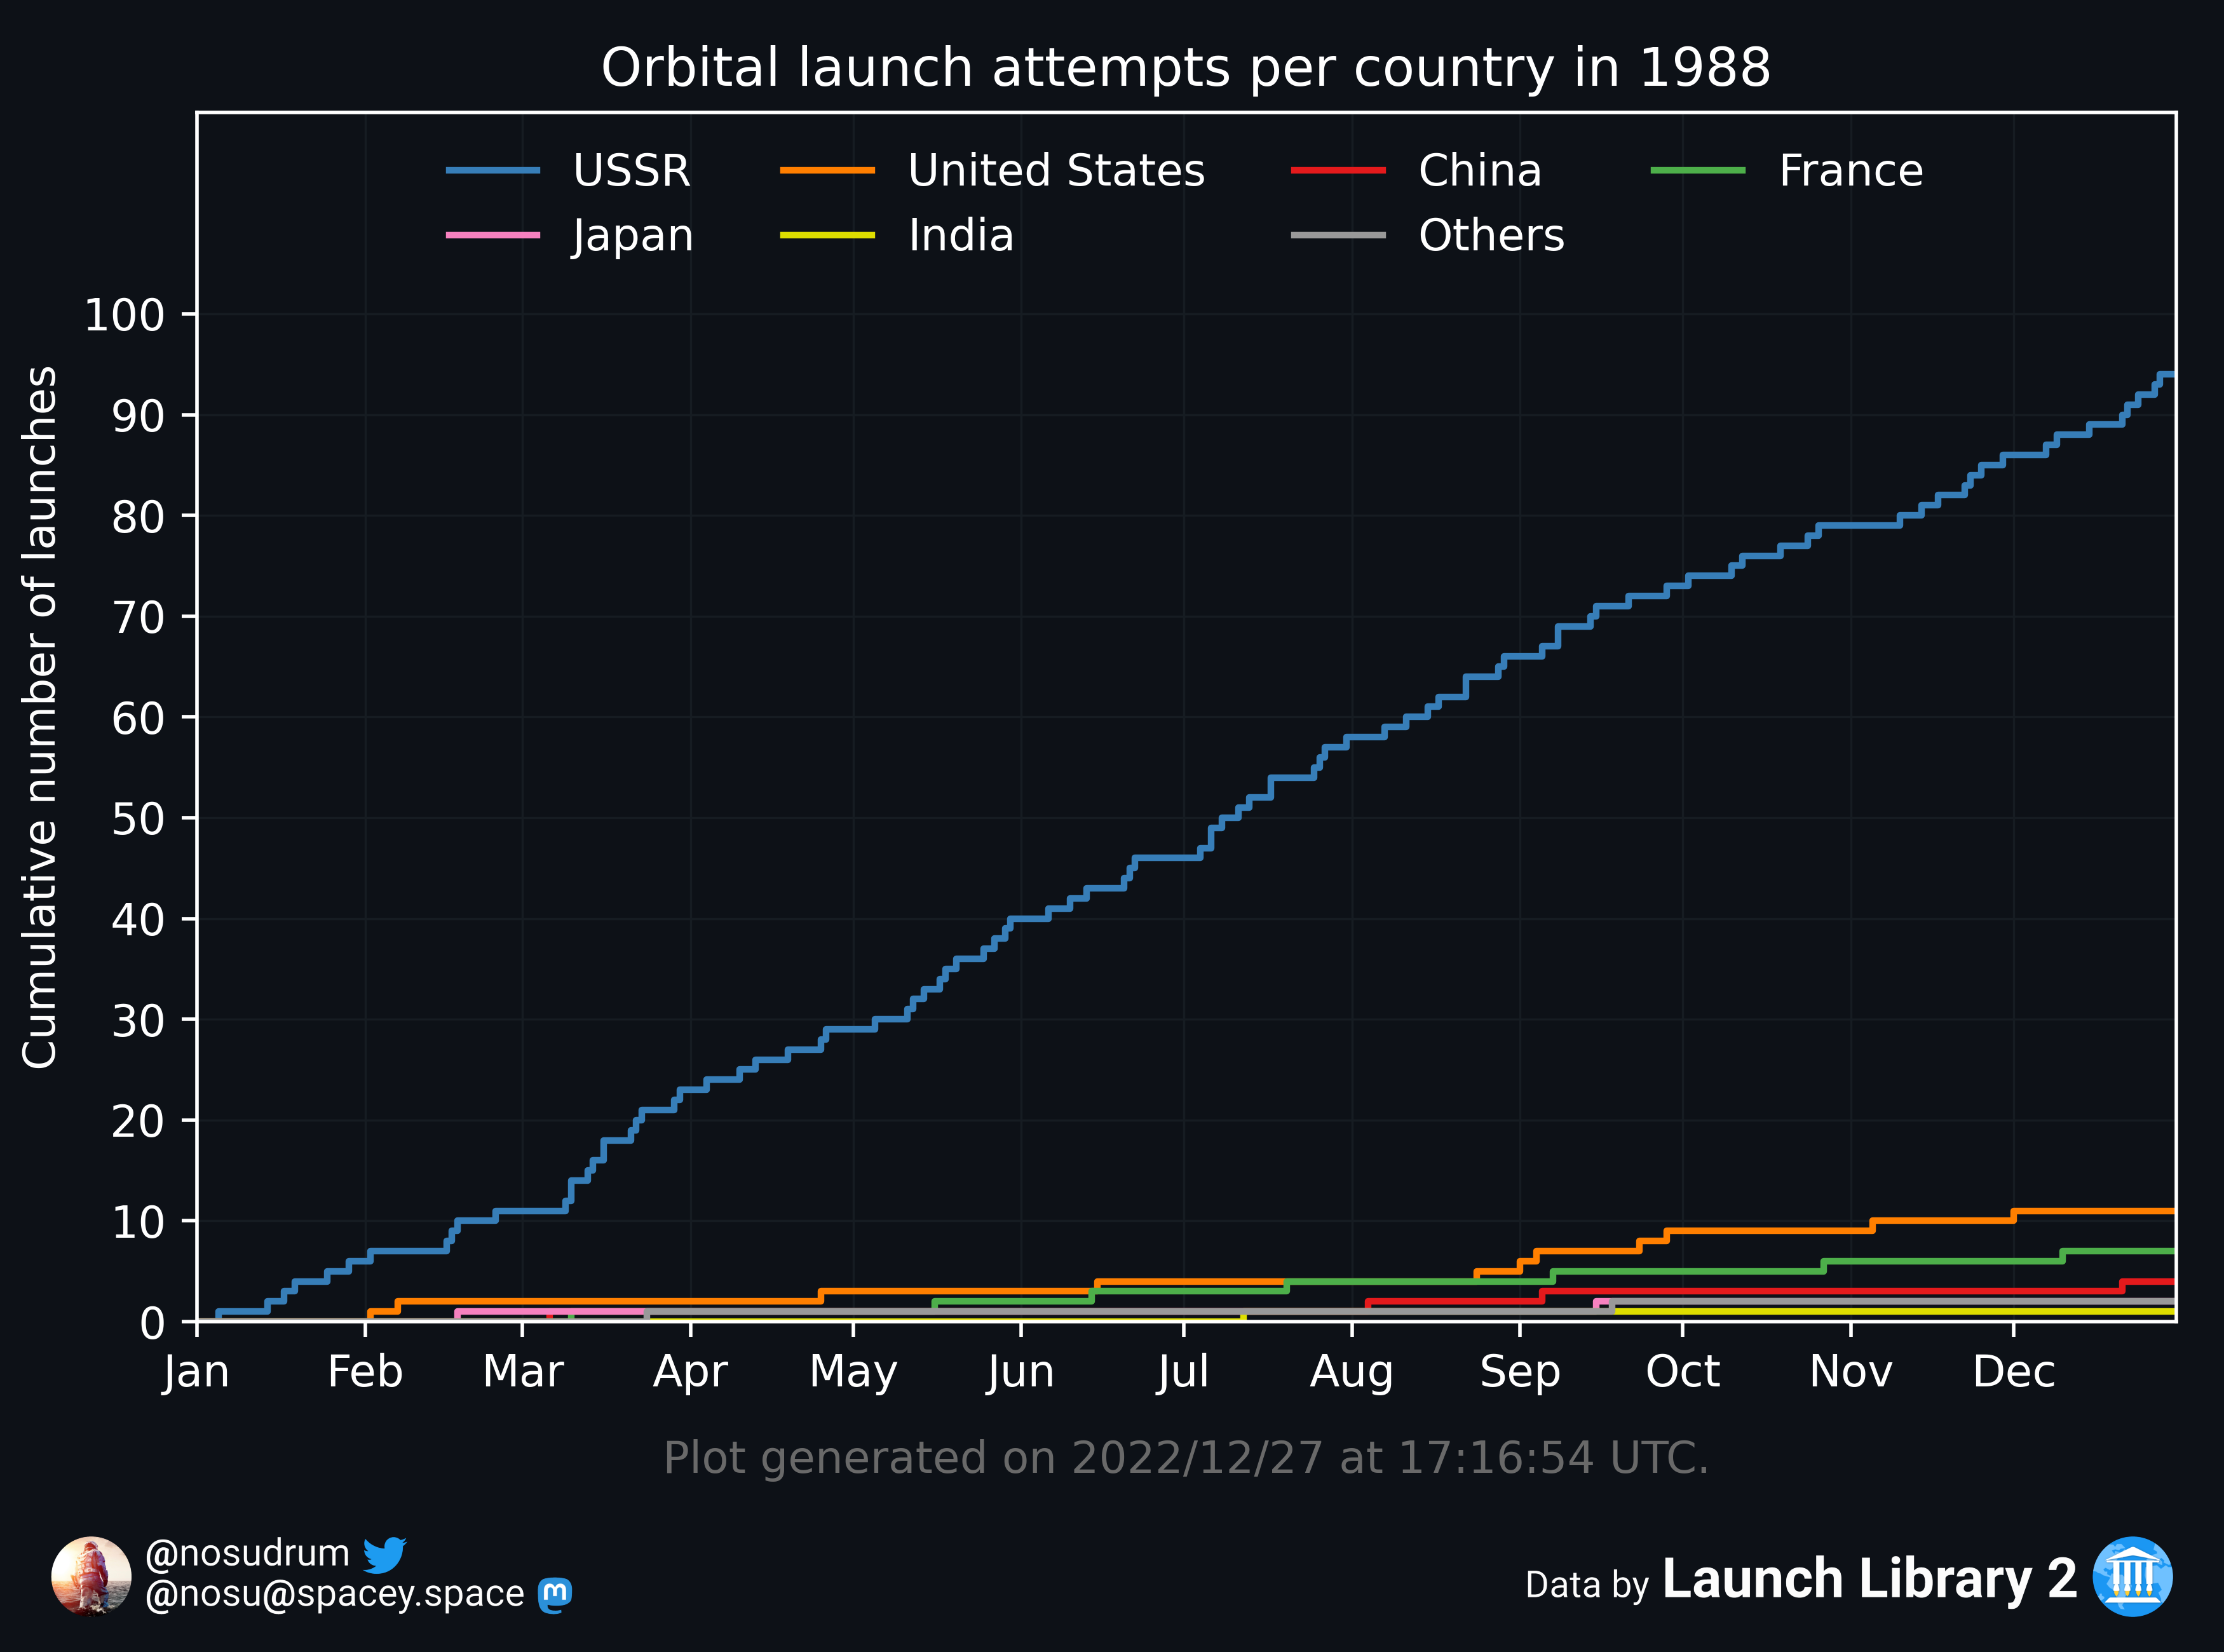 Orbital launch attempts per country in 1988
USSR United States China France
Japan India Others
Cumulative number of launches
100
90
80
70
60
50
40
30
20
10
0
Jan Feb Mar Apr May Jun Jul Aug Sep Oct Nov Dec
Plot generated on 2022/12/27 at 17:16:54 UTC.
@nosudrum
@nosu@spacey.space
Data by Launch Library 2